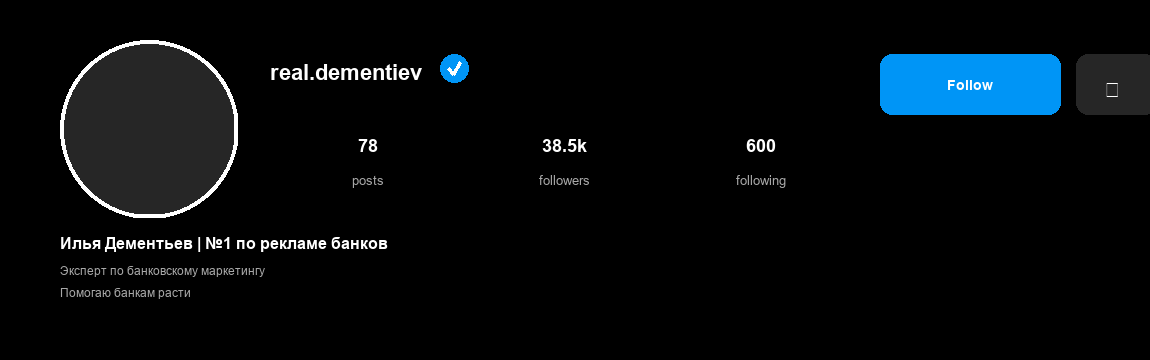 real.dementiev
Follow
78
38.5k
600
posts
followers
following
Илья Дементьев | №1 по рекламе банков
Эксперт по банковскому маркетингу
Помогаю банкам расти